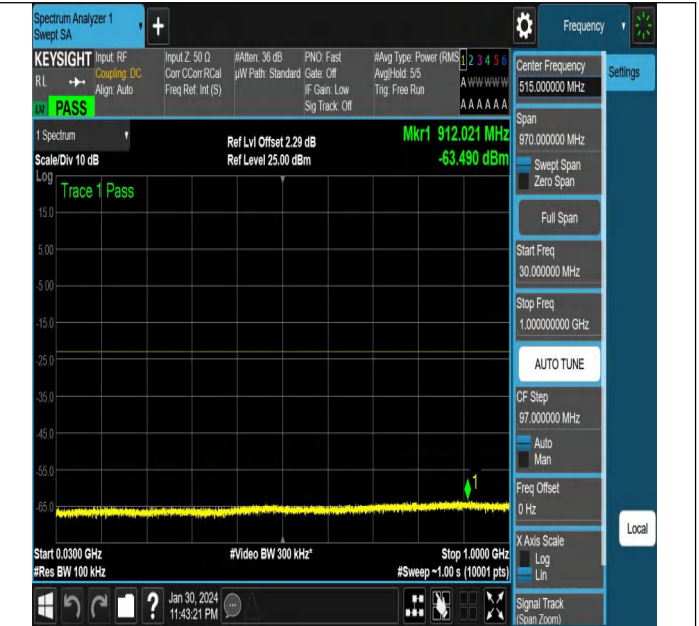 Spectrum Analyzer 1
Swept SA
+
Frequency
KEYSIGHT
RL
LXI PASS
Input: RF
Coupling: DC
Align: Auto
Input Z: 50 Ω
Corr CCorr RCal
Freq Ref: Int (S)
#Atten: 36 dB
µW Path: Standard
PNO: Fast
Gate: Off
IF Gain: Low
Sig Track: Off
#Avg Type: Power (RMS
Avg|Hold: 5/5
Trig: Free Run
1 2 3 4 5 6
A W W W W W
A A A A A A
1 Spectrum
Scale/Div 10 dB
Ref Lvl Offset 2.29 dB
Ref Level 25.00 dBm
Mkr1 912.021 MHz
-63.490 dBm
Log
Trace 1 Pass
15.0
5.00
-5.00
-15.0
-25.0
-35.0
-45.0
-55.0
-65.0
1
Start 0.0300 GHz
#Res BW 100 kHz
#Video BW 300 kHz*
Stop 1.0000 GHz
#Sweep ~1.00 s (10001 pts)
?
Jan 30, 2024
11:43:21 PM
Center Frequency
515.000000 MHz
Settings
Span
970.000000 MHz
Swept Span
Zero Span
Full Span
Start Freq
30.000000 MHz
Stop Freq
1.000000000 GHz
AUTO TUNE
CF Step
97.000000 MHz
Auto
Man
Freq Offset
0 Hz
X Axis Scale
Log
Lin
Local
Signal Track
(Span Zoom)